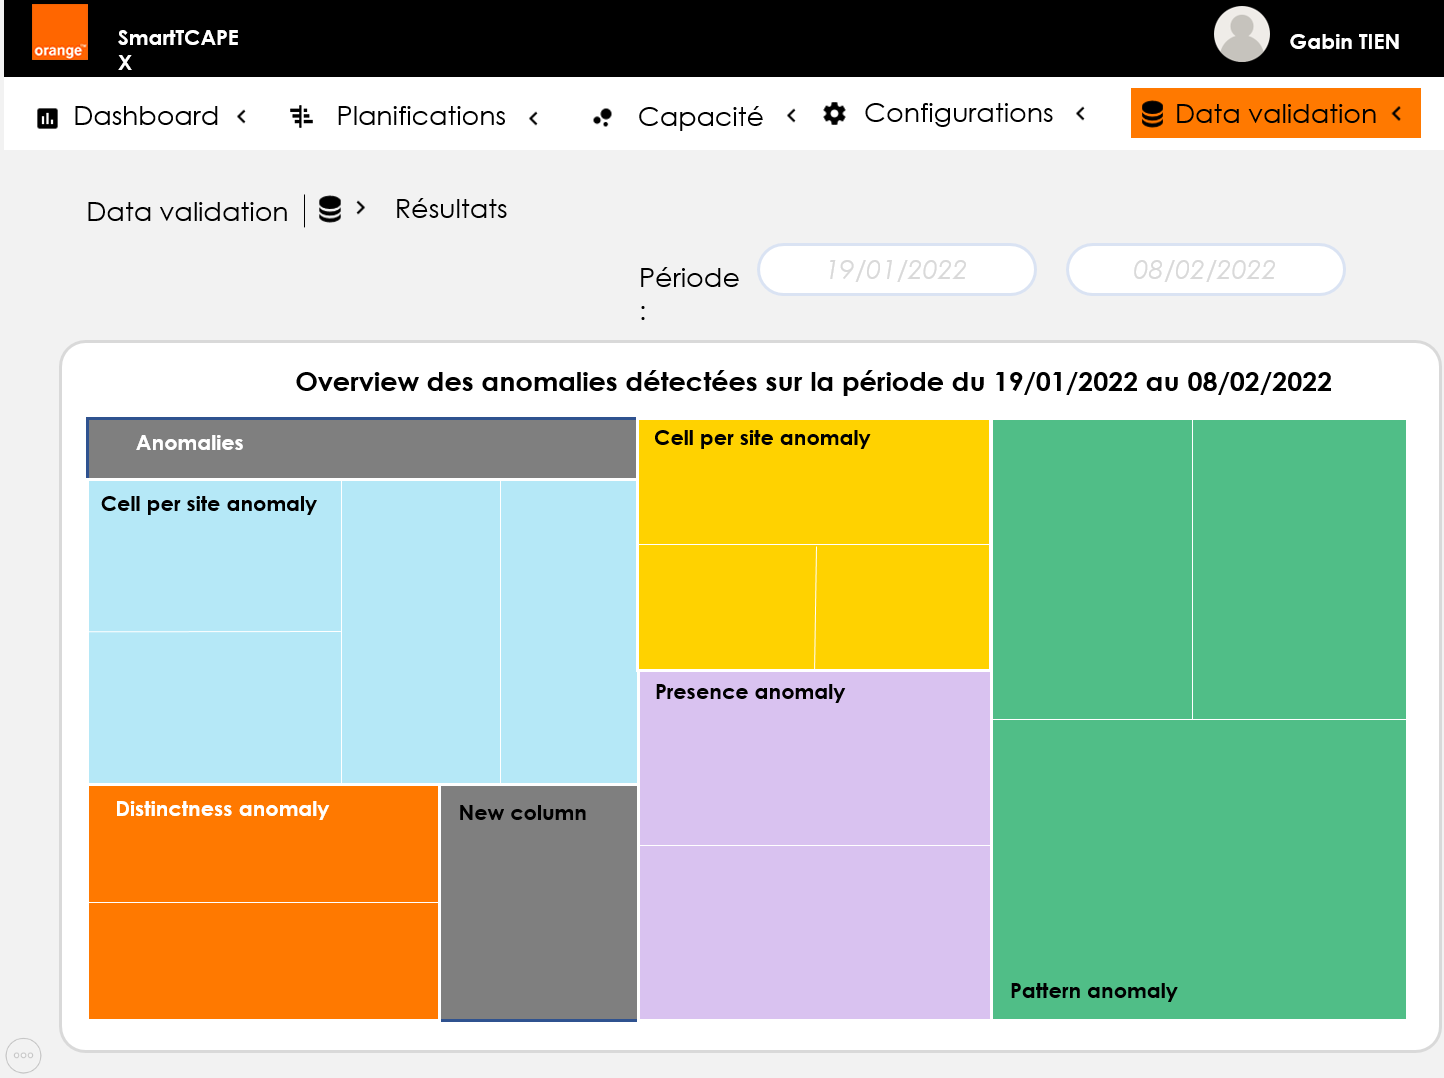 orange™
SmartTCAPE
X
Gabin TIEN
Dashboard
Planifications
Capacité
Configurations
Data validation
Data validation
Résultats
Période
:
19/01/2022
08/02/2022
Overview des anomalies détectées sur la période du 19/01/2022 au 08/02/2022
Anomalies
Cell per site anomaly
Cell per site anomaly
Presence anomaly
Distinctness anomaly
New column
Pattern anomaly